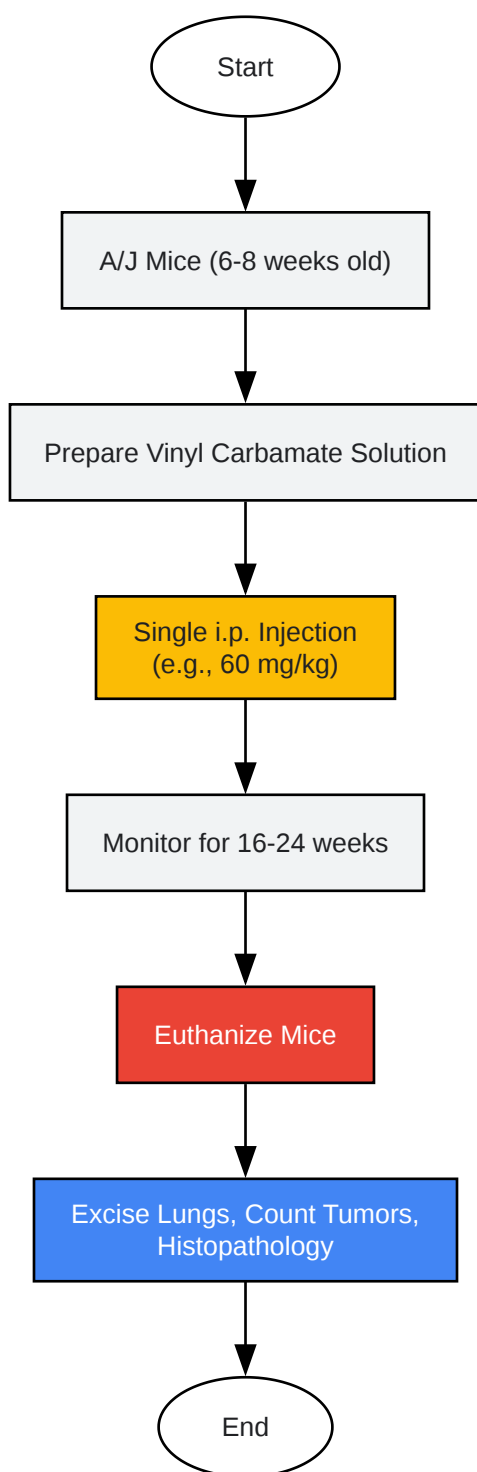 Start
A/J Mice (6-8 weeks old)
Prepare Vinyl Carbamate Solution
Single i.p. Injection
(e.g., 60 mg/kg)
Monitor for 16-24 weeks
Euthanize Mice
Excise Lungs, Count Tumors,
Histopathology
End